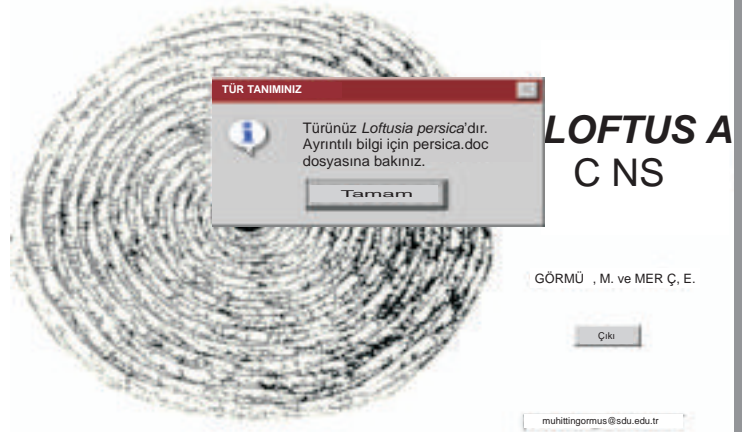 TÜR TANIMINIZ
Türünüz Loftusia persica'dır.
Ayrıntılı bilgi için persica.doc
dosyasına bakınız.
Tamam
LOFTUS A
C NS
GÖRMÜ , M. ve MER Ç, E.
Çıkı
muhittingormus@sdu.edu.tr